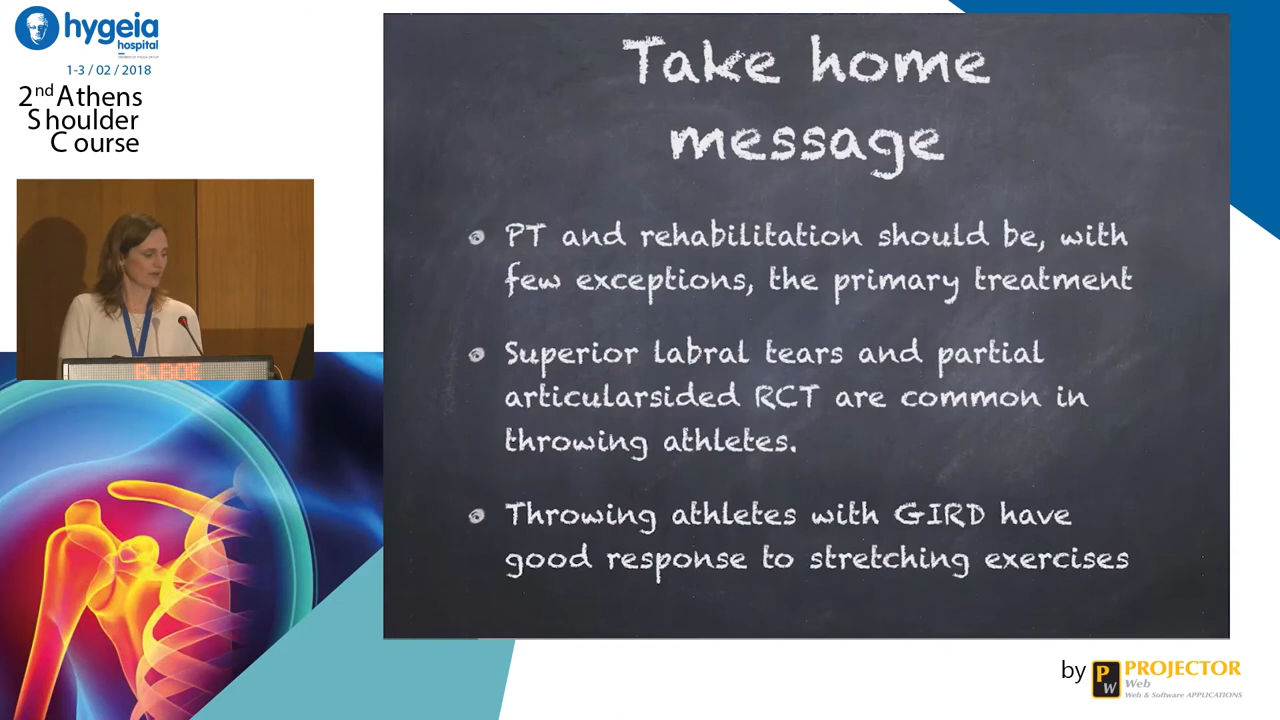 hygeia
hospital
1-3 / 02 / 2018
2nd Athens
Shoulder
Course
Take home
message
PT and rehabilitation should be, with
few exceptions, the primary treatment
Superior labral tears and partial
articularsided RCT are common in
throwing athletes.
Throwing athletes with GIRD have
good response to stretching exercises
B.BOE
by PW PROJECTOR
Web
Web & Software APPLICATIONS